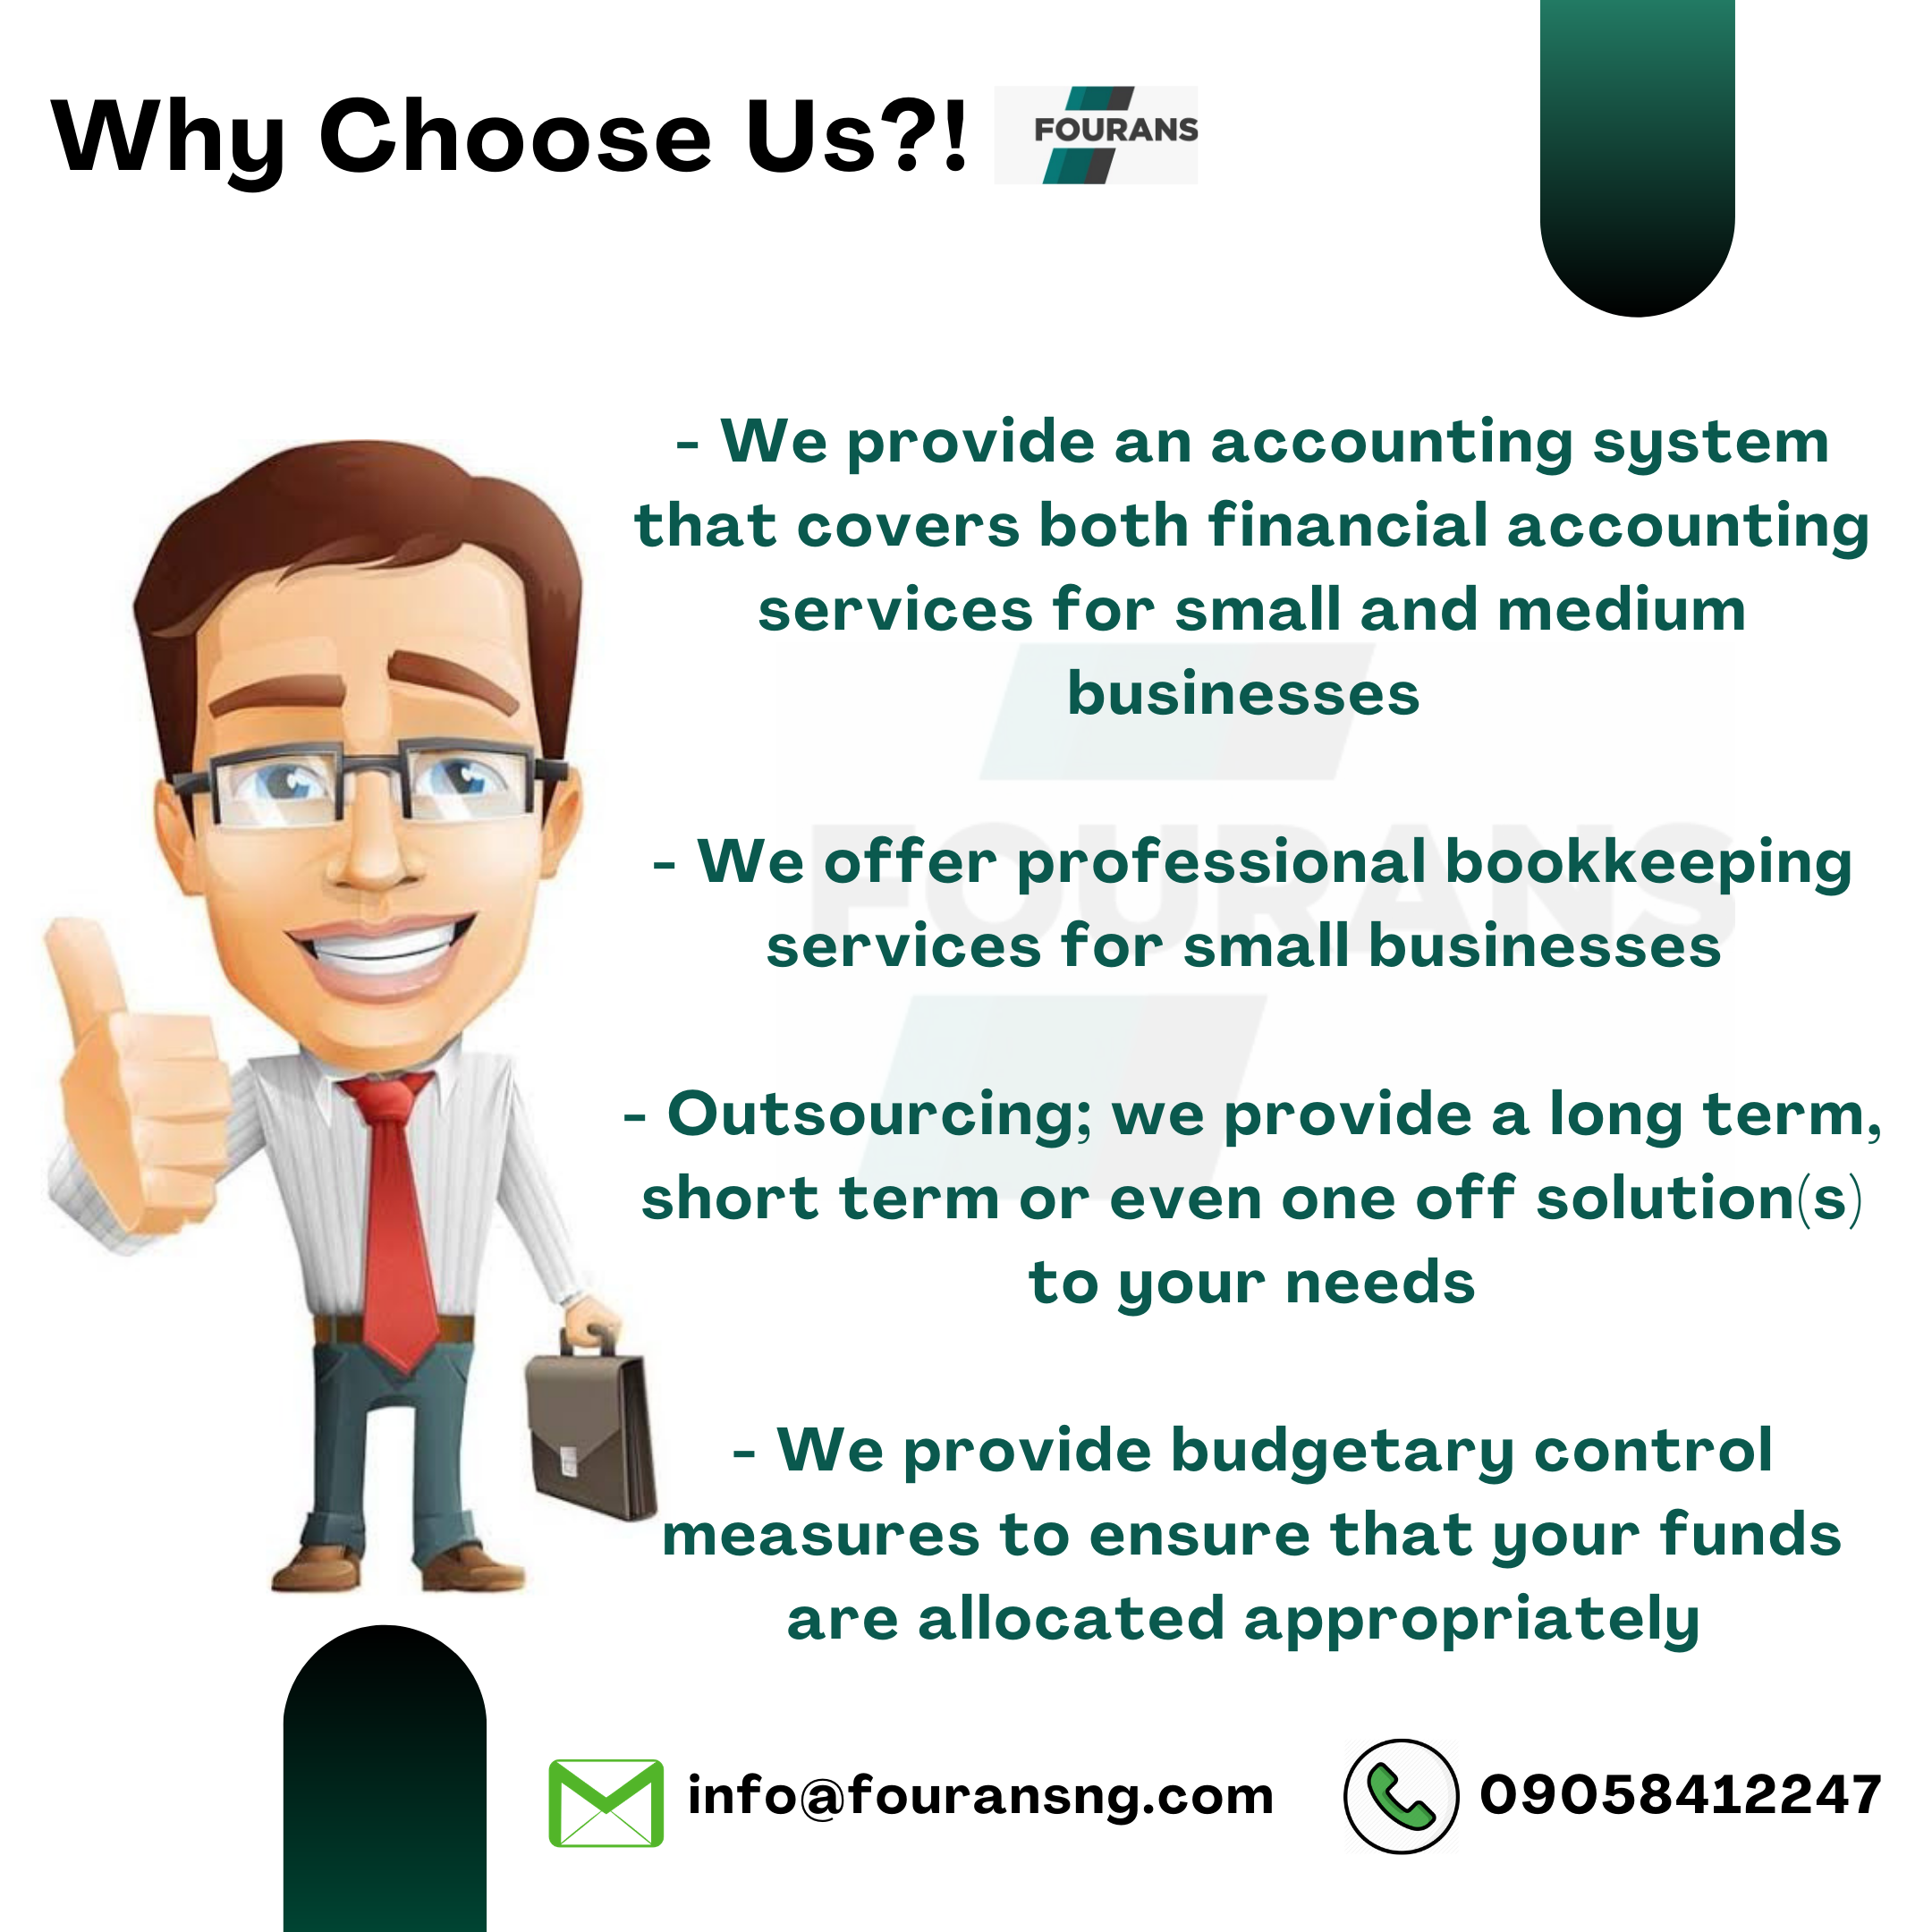 Why Choose Us?!
FOURANS
- We provide an accounting system
that covers both financial accounting
services for small and medium
businesses
FOURANS
- We offer professional bookkeeping
services for small businesses
- Outsourcing; we provide a long term,
short term or even one off solution(s)
to your needs
- We provide budgetary control
measures to ensure that your funds
are allocated appropriately
info@fouransng.com
09058412247